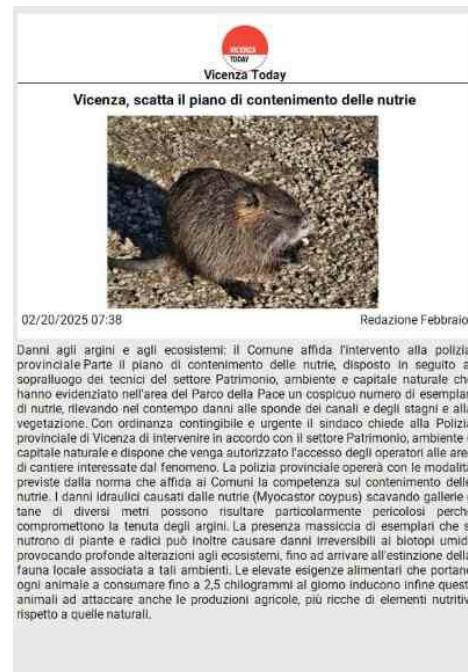 VICENZA
TODAY
Vicenza Today
Vicenza, scatta il piano di contenimento delle nutrie
02/20/2025 07:38
Redazione Febbraio
Danni agli argini e agli ecosistemi: il Comune affida l'intervento alla polizia
provinciale Parte il piano di contenimento delle nutrie, disposto in seguito a
sopralluogo dei tecnici del settore Patrimonio, ambiente e capitale naturale che
hanno evidenziato nell'area del Parco della Pace un cospicuo numero di esemplar
di nutrie, rilevando nel contempo danni alle sponde dei canali e degli stagni e alla
vegetazione. Con ordinanza contingibile e urgente il sindaco chiede alla Polizia
provinciale di Vicenza di intervenire in accordo con il settore Patrimonio, ambiente
capitale naturale e dispone che venga autorizzato l'accesso degli operatori alle aree
di cantiere interessate dal fenomeno. La polizia provinciale opererà con le modalità
previste dalla norma che affida ai Comuni la competenza sul contenimento delle
nutrie. I danni idraulici causati dalle nutrie (Myocastor coypus) scavando gallerie
tane di diversi metri possono risultare particolarmente pericolosi perché
compromettono la tenuta degli argini. La presenza massiccia di esemplari che s
nutrono di piante e radici può inoltre causare danni irreversibili ai biotopi umid
provocando profonde alterazioni agli ecosistemi, fino ad arrivare all'estinzione della
fauna locale associata a tali ambienti. Le elevate esigenze alimentari che portano
ogni animale a consumare fino a 2,5 chilogrammi al giorno inducono infine quest
animali ad attaccare anche le produzioni agricole, più ricche di elementi nutritiv
rispetto a quelle naturali.